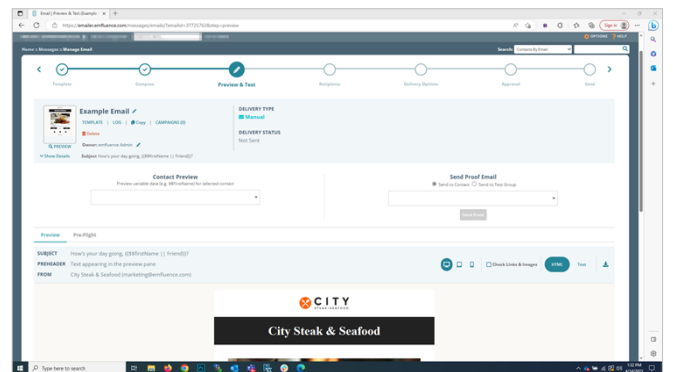 Email | Preview & Test (Example
https://emailer.emfluence.com/messages/emails/?emailid=37735762&step=preview
Sign in
OPTIONS ? HELP
Home » Messages » Manage Email
Search: Contacts By Email
Template
Compose
Preview & Test
Recipients
Delivery Options
Approval
Send
Example Email
TEMPLATE | LOG | Copy | CAMPAIGNS (0)
Delete
PREVIEW
Owner: emfluence Admin
Show Details
Subject How's your day going, (($$firstName || Friend))?
DELIVERY TYPE
Manual
DELIVERY STATUS
Not Sent
Contact Preview
Preview variable data (e.g. $$firstName) for selected contact
Send Proof Email
Send to Contact Send to Test Group
Send Proof
Preview Pre-Flight
SUBJECT How's your day going, (($$firstName || Friend))?
PREHEADER Text appearing in the preview pane
FROM City Steak & Seafood (marketing@emfluence.com)
Check Links & Images HTML Text
CITY
STEAK+SEAFOOD
City Steak & Seafood
Type here to search